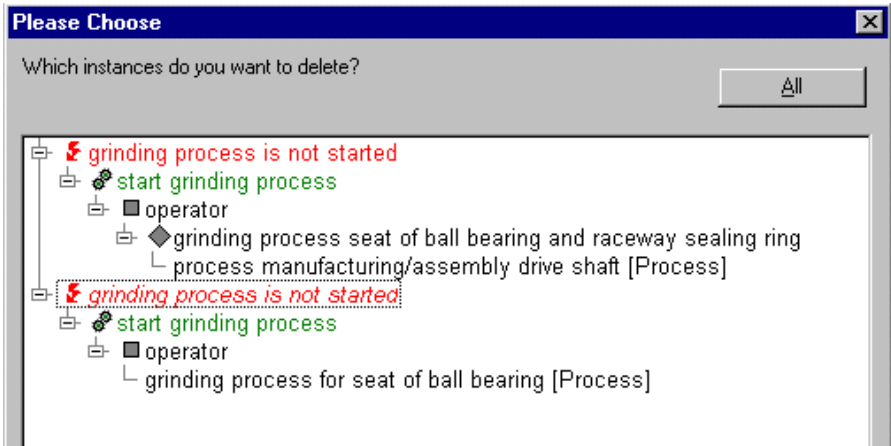 Please Choose
Which instances do you want to delete?
All
grinding process is not started
start grinding process
operator
grinding process seat of ball bearing and raceway sealing ring
process manufacturing/assembly drive shaft [Process]
grinding process is not started
start grinding process
operator
grinding process for seat of ball bearing [Process]